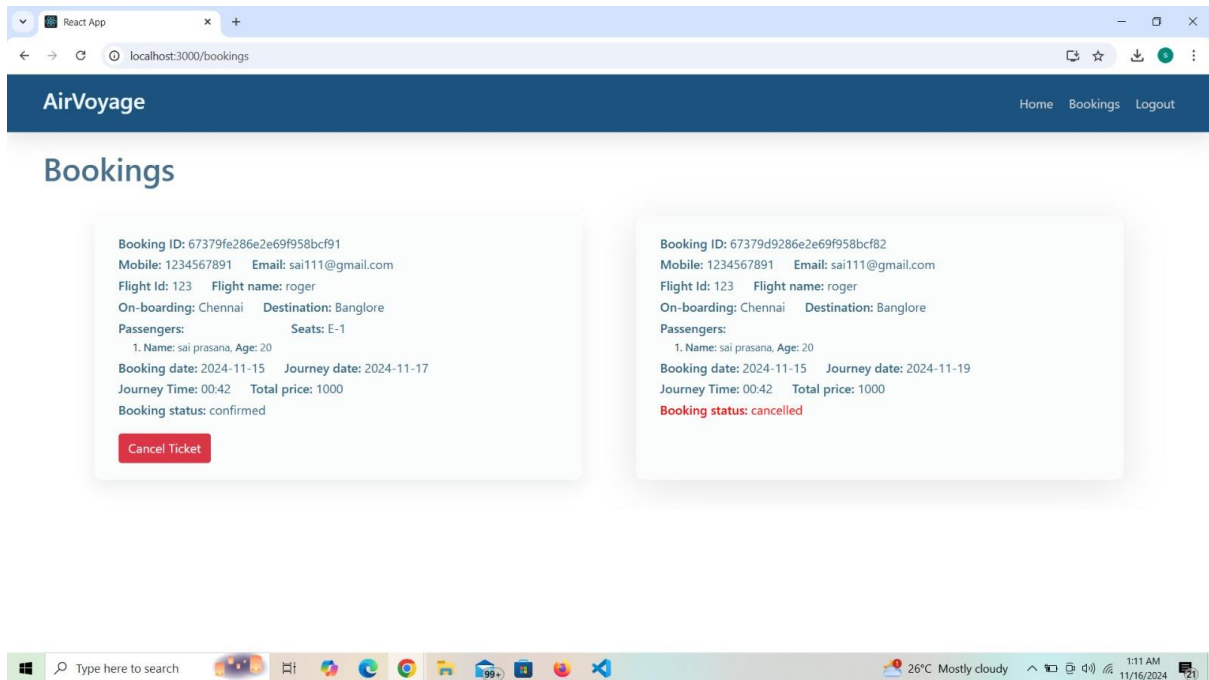 React App
localhost:3000/bookings
S
AirVoyage
Home Bookings Logout
Bookings
Booking ID: 67379fe286e2e69f958bcf91
Mobile: 1234567891 Email: sai111@gmail.com
Flight Id: 123 Flight name: roger
On-boarding: Chennai Destination: Banglore
Passengers: Seats: E-1
1. Name: sai prasana, Age: 20
Booking date: 2024-11-15 Journey date: 2024-11-17
Journey Time: 00:42 Total price: 1000
Booking status: confirmed
Cancel Ticket
Booking ID: 67379d9286e2e69f958bcf82
Mobile: 1234567891 Email: sai111@gmail.com
Flight Id: 123 Flight name: roger
On-boarding: Chennai Destination: Banglore
Passengers:
1. Name: sai prasana, Age: 20
Booking date: 2024-11-15 Journey date: 2024-11-19
Journey Time: 00:42 Total price: 1000
Booking status: cancelled
Type here to search
99+
26°C Mostly cloudy
1:11 AM
11/16/2024
21